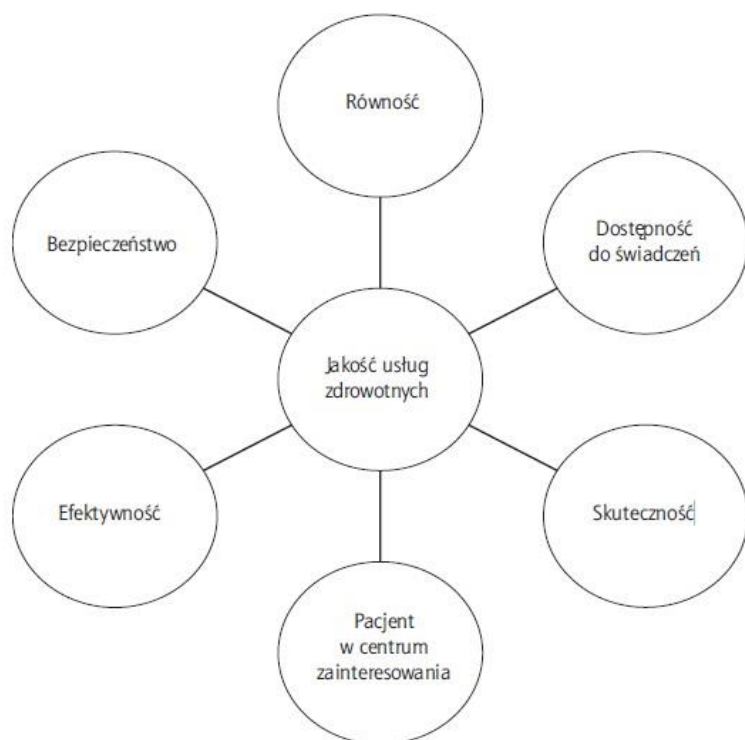 Równość
Bezpieczeństwo
Dostępność
do świadczeń
Jakość usług
zdrowotnych
Efektywność
Skuteczność
Pacjent
w centrum
zainteresowania